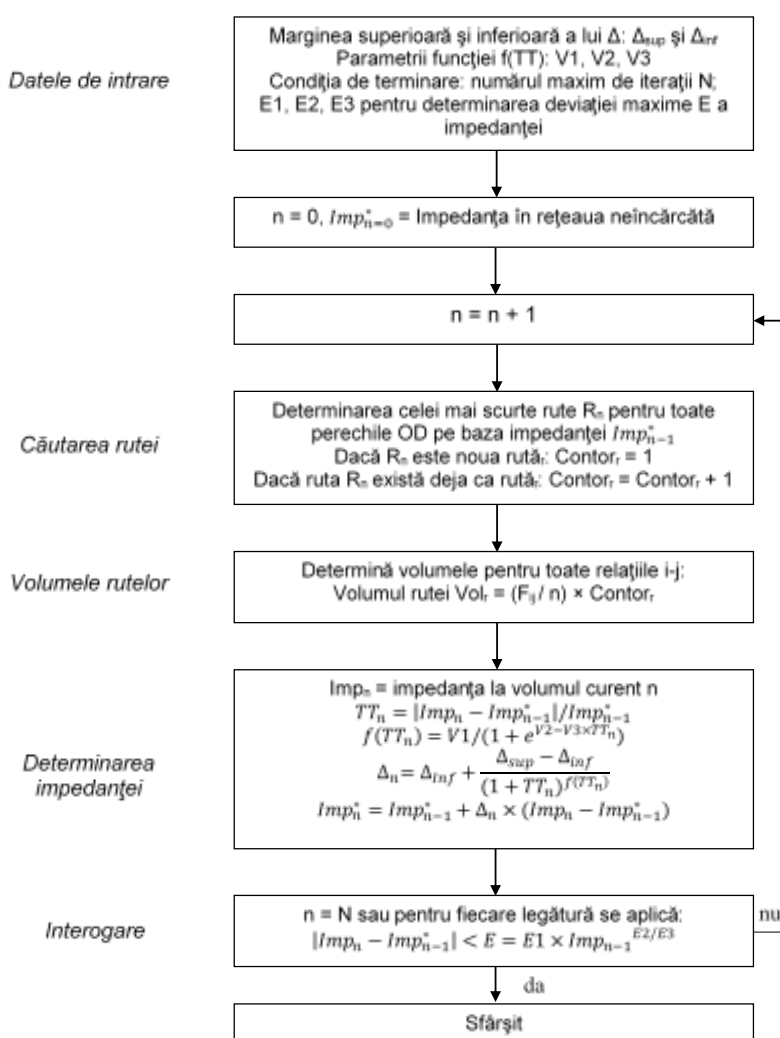 Datele de intrare
Marginea superioară şi inferioară a lui Δ: Δsup şi Δinf
Parametrii funcţiei f(TT): V1, V2, V3
Condiţia de terminare: numărul maxim de iteraţii N;
E1, E2, E3 pentru determinarea deviaţiei maxime E a
impedanţei
n = 0, Imp*ₙ₌₀ = Impedanţa în reţeaua neîncărcată
n = n + 1
Căutarea rutei
Determinarea celei mai scurte rute Rₙ pentru toate
perechile OD pe baza impedanţei Imp*ₙ₋₁
Dacă Rₙ este noua rutăᵣ: Contorᵣ = 1
Dacă ruta Rₙ există deja ca rutăᵣ: Contorᵣ = Contorᵣ + 1
Volumele rutelor
Determină volumele pentru toate relaţiile i-j:
Volumul rutei Volᵣ = (Fᵢⱼ / n) × Contorᵣ
Determinarea
impedanţei
Impₙ = impedanţa la volumul curent n
TTₙ = |Impₙ − Imp*ₙ₋₁|/Imp*ₙ₋₁
f(TTₙ) = V1/(1 + e^(V2−V3×TTₙ))
Δₙ = Δinf + (Δsup − Δinf)/(1 + TTₙ)^f(TTₙ)
Imp*ₙ = Imp*ₙ₋₁ + Δₙ × (Impₙ − Imp*ₙ₋₁)
Interogare
n = N sau pentru fiecare legătură se aplică:
|Impₙ − Imp*ₙ₋₁| < E = E1 × Impₙ₋₁^(E2/E3)
nu
da
Sfârşit